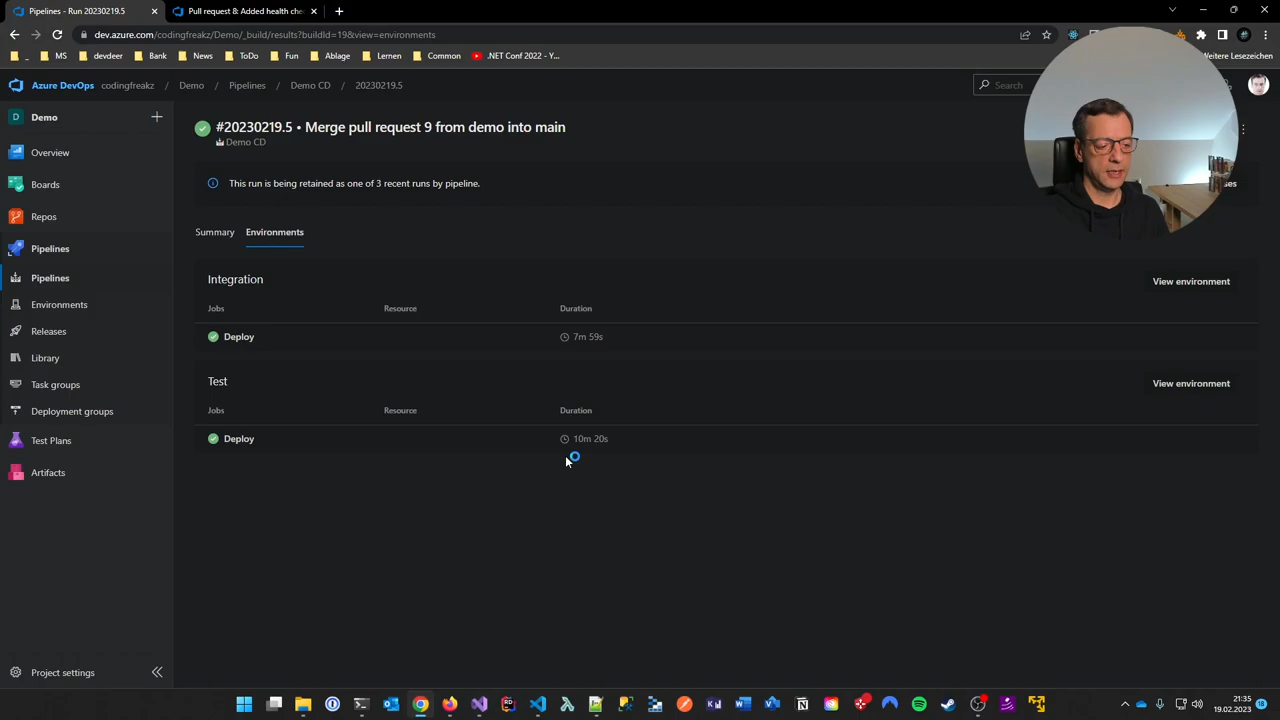 Pipelines - Run 20230219.5
Pull request & Added health che
dev.azure.com/codingfreakz/Demo/_build/results?buildId=19&view=environments
MS
devdeer
Bank
News
ToDo
Fun
Ablage
Lernen
Common
.NET Conf 2022 - Y...
Weitere Lesezeichen
Azure DevOps
codingfreakz
Demo
Pipelines
Demo CD
20230219.5
Search
D
Demo
Overview
Boards
Repos
Pipelines
Pipelines
Environments
Releases
Library
Task groups
Deployment groups
Test Plans
Artifacts
Project settings
#20230219.5 • Merge pull request 9 from demo into main
Demo CD
This run is being retained as one of 3 recent runs by pipeline.
Summary
Environments
Integration
View environment
Jobs
Resource
Duration
Deploy
7m 59s
Test
View environment
Jobs
Resource
Duration
Deploy
10m 20s
21:35
19.02.2023